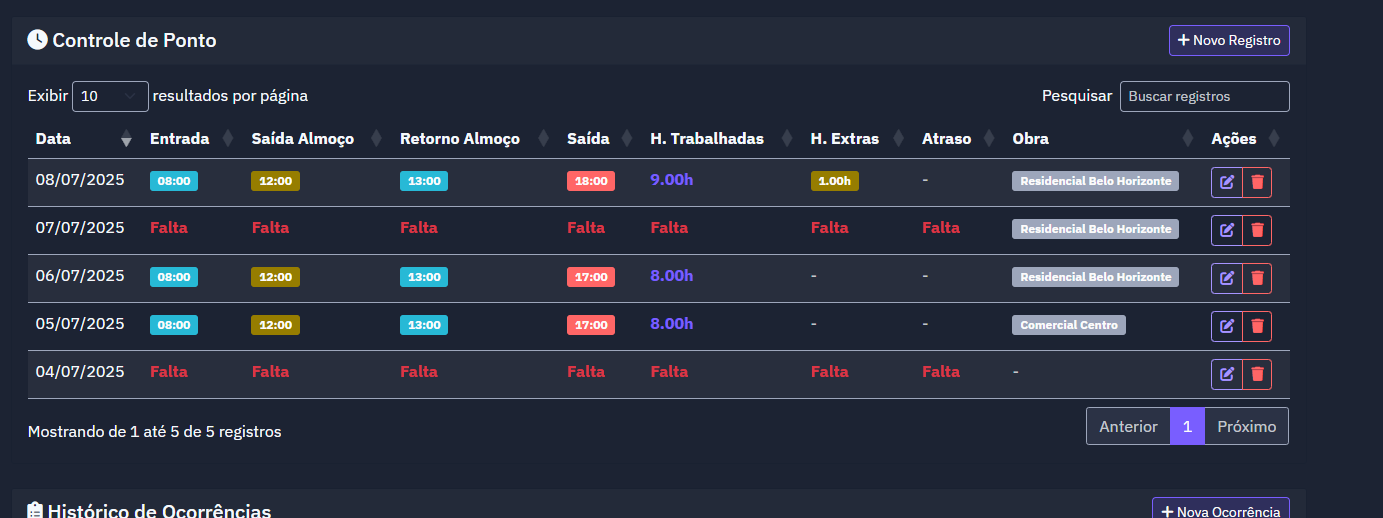 Controle de Ponto
+ Novo Registro
Exibir 10 resultados por página
Pesquisar Buscar registros
Data Entrada Saída Almoço Retorno Almoço Saída H. Trabalhadas H. Extras Atraso Obra Ações
08/07/2025 08:00 12:00 13:00 18:00 9.00h 1.00h - Residencial Belo Horizonte
07/07/2025 Falta Falta Falta Falta Falta Falta Falta Residencial Belo Horizonte
06/07/2025 08:00 12:00 13:00 17:00 8.00h - - Residencial Belo Horizonte
05/07/2025 08:00 12:00 13:00 17:00 8.00h - - Comercial Centro
04/07/2025 Falta Falta Falta Falta Falta Falta Falta -
Mostrando de 1 até 5 de 5 registros
Anterior 1 Próximo
Histórico de Ocorrências
+ Nova Ocorrência